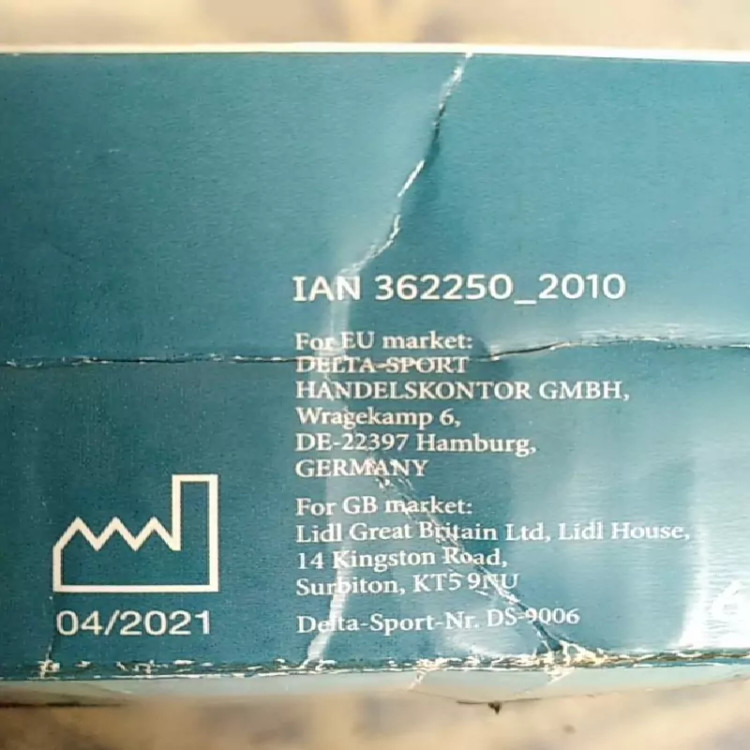 IAN 362250_2010
For EU market:
DELTA-SPORT
HANDELSKONTOR GMBH,
Wragekamp 6,
DE-22397 Hamburg,
GERMANY
For GB market:
Lidl Great Britain Ltd, Lidl House,
14 Kingston Road,
Surbiton, KT5 9NU
Delta-Sport-Nr. DS-9006
04/2021